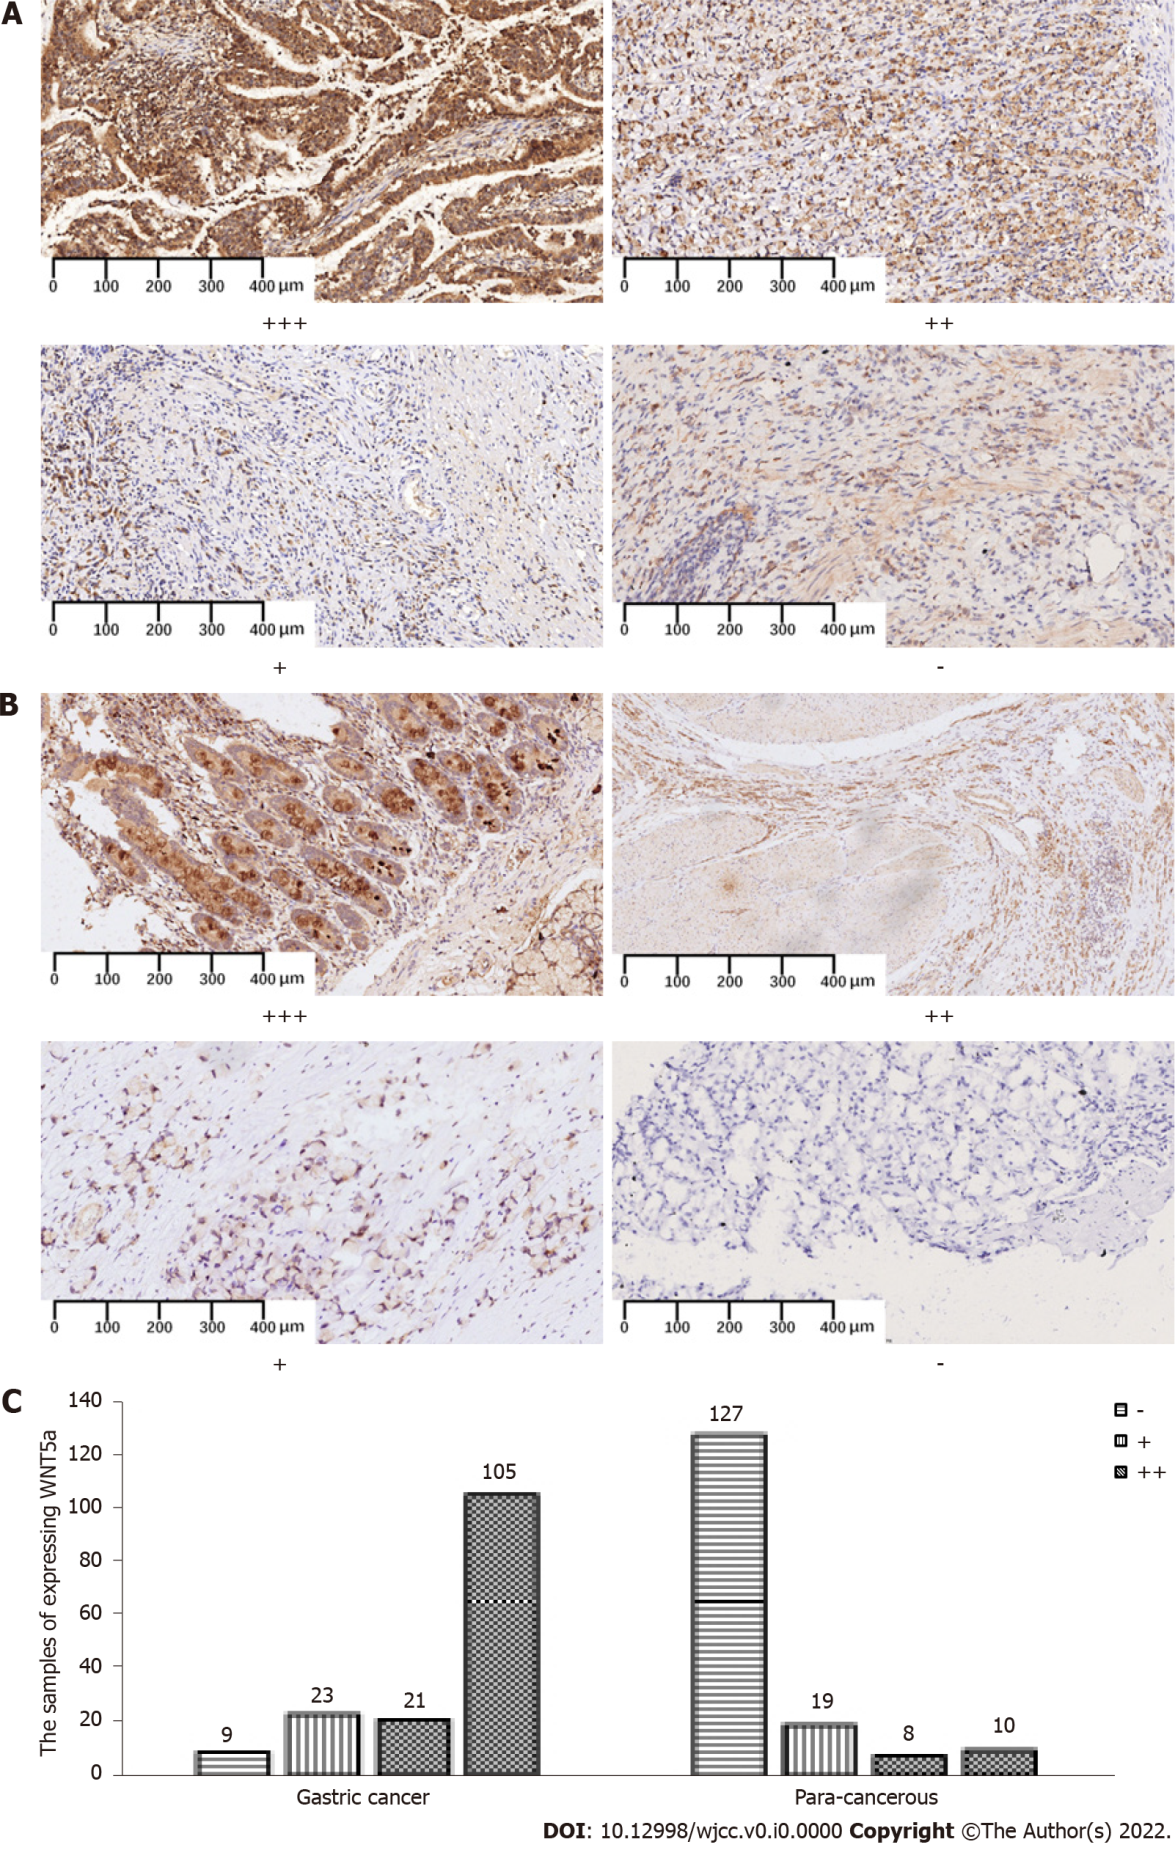 A
0 100 200 300 400 μm
0 100 200 300 400 μm
+++
++
0 100 200 300 400 μm
0 100 200 300 400 μm
+
-
B
0 100 200 300 400 μm
0 100 200 300 400 μm
+++
++
0 100 200 300 400 μm
0 100 200 300 400 μm
+
-
C
The samples of expressing WNT5a
140
120
100
80
60
40
20
0
9
23
21
105
127
19
8
10
-
+
++
Gastric cancer
Para-cancerous
DOI: 10.12998/wjcc.v0.i0.0000 Copyright ©The Author(s) 2022.